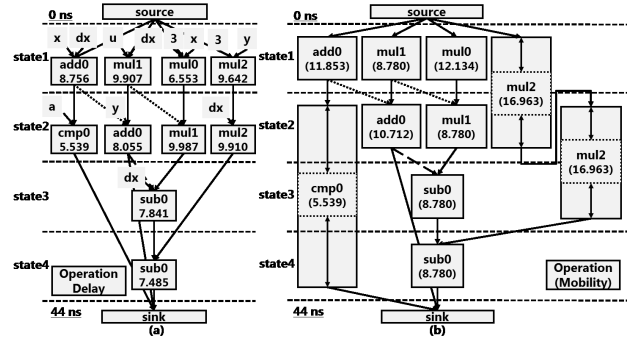 0 ns
source
x dx u dx 3 x 3 y
state1
add0
8.756
mul1
9.907
mul0
6.553
mul2
9.642
a y dx
state2
cmp0
5.539
add0
8.055
mul1
9.987
mul2
9.910
dx
state3
sub0
7.841
state4
Operation
Delay
sub0
7.485
44 ns
sink
(a)
0 ns
source
state1
add0
(11.853)
mul1
(8.780)
mul0
(12.134)
mul2
(16.963)
state2
add0
(10.712)
mul1
(8.780)
mul2
(16.963)
state3
cmp0
(5.539)
sub0
(8.780)
state4
sub0
(8.780)
Operation
(Mobility)
44 ns
sink
(b)